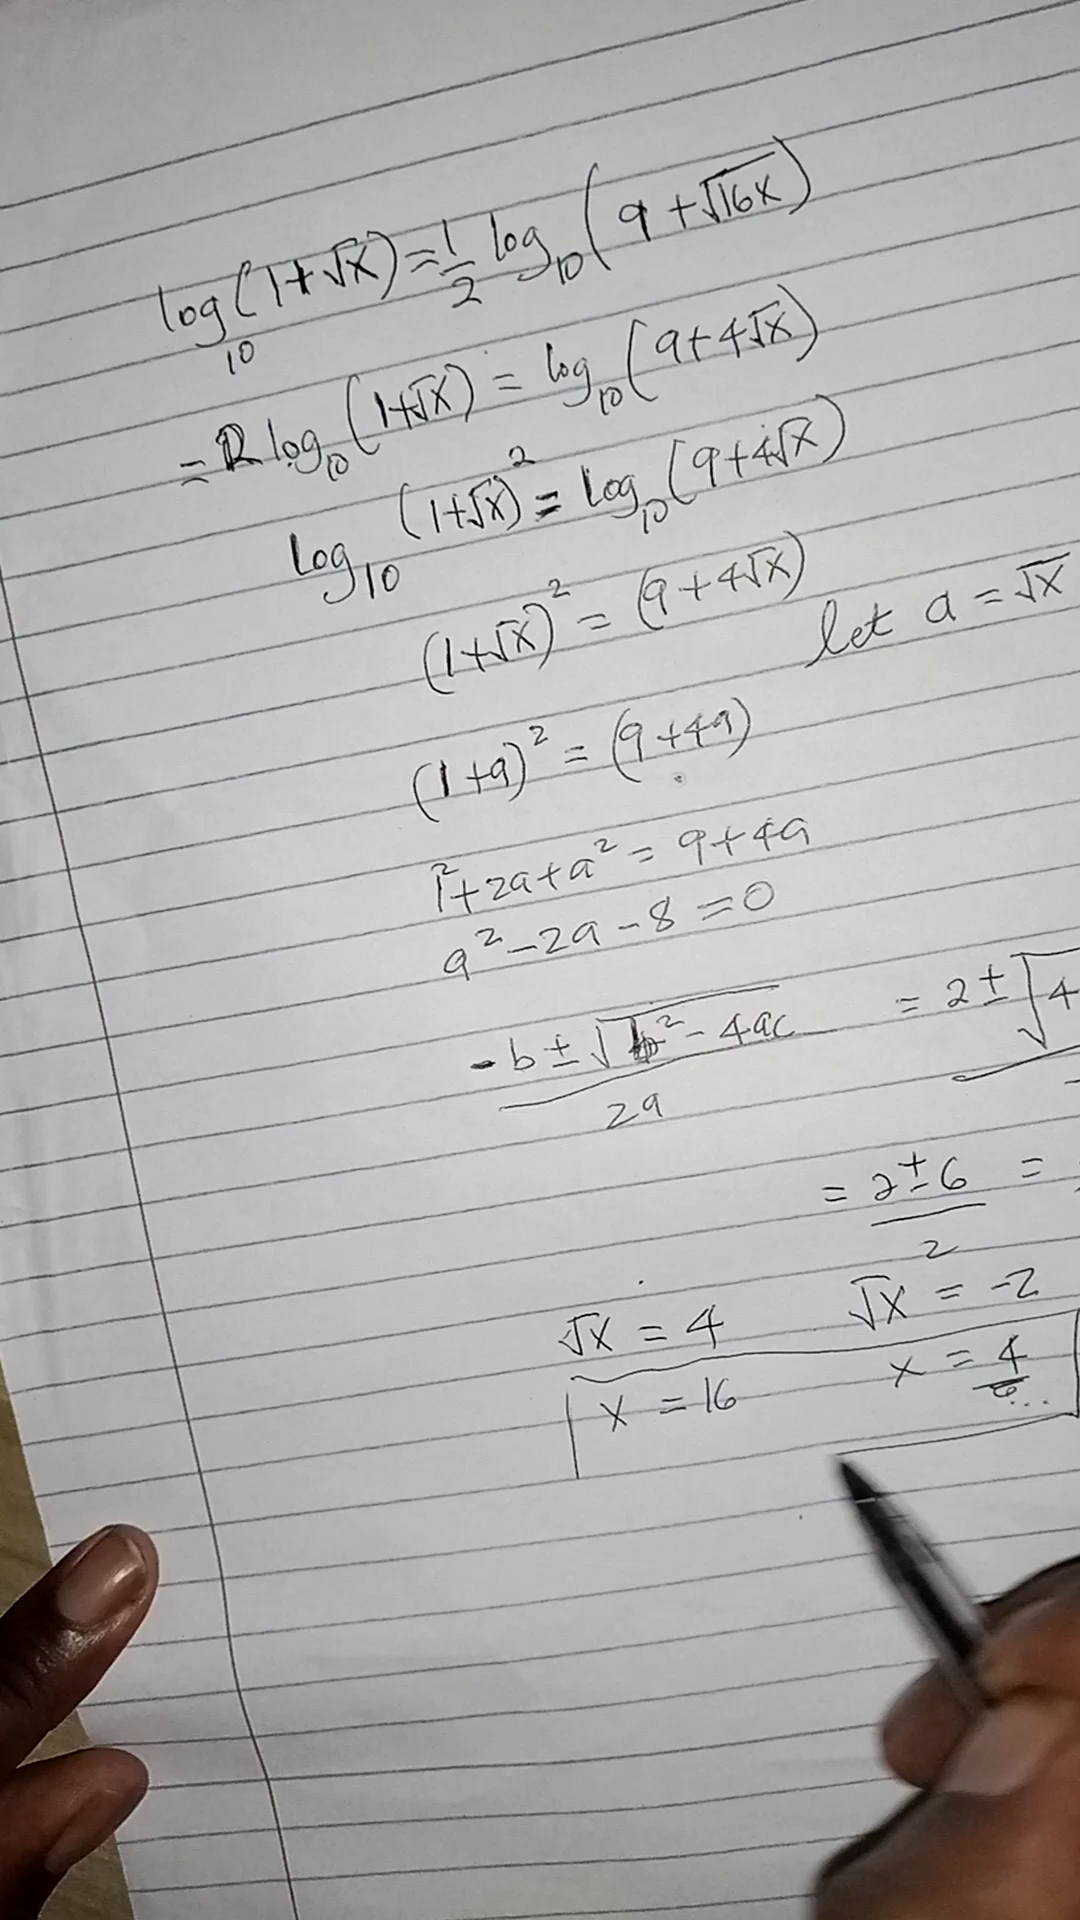 log₁₀(1+√x) = 1/2 log₁₀(9+√16x)
= 2 log₁₀(1+√x) = log₁₀(9+4√x)
log₁₀(1+√x)² = log₁₀(9+4√x)
(1+√x)² = (9+4√x)
let a = √x
(1+a)² = (9+4a)
1²+2a+a² = 9+4a
a²-2a-8=0
-b±√b²-4ac / 2a = 2±√4
= 2±6 / 2 =
√x = 4 √x = -2
x = 16 x = 4